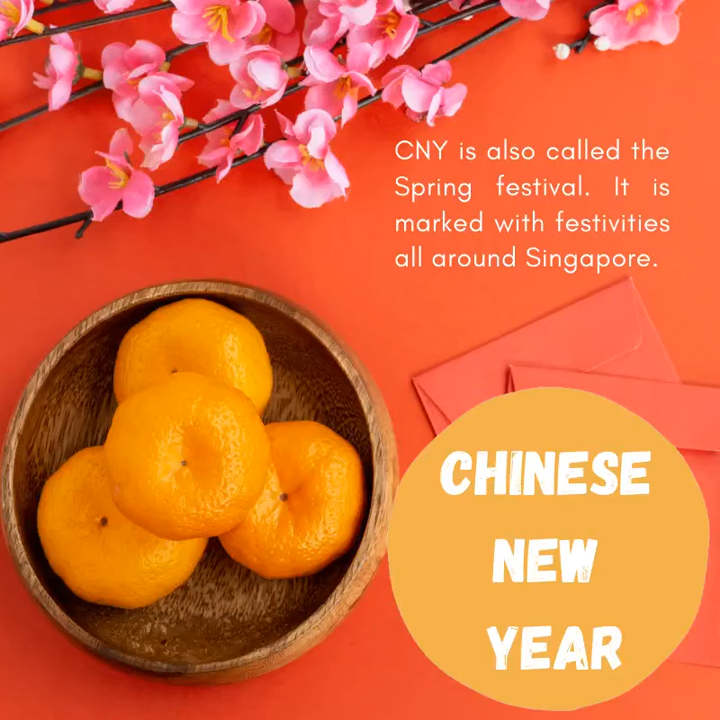 CNY is also called the
Spring festival. It is
marked with festivities
all around Singapore.
CHINESE
NEW
YEAR